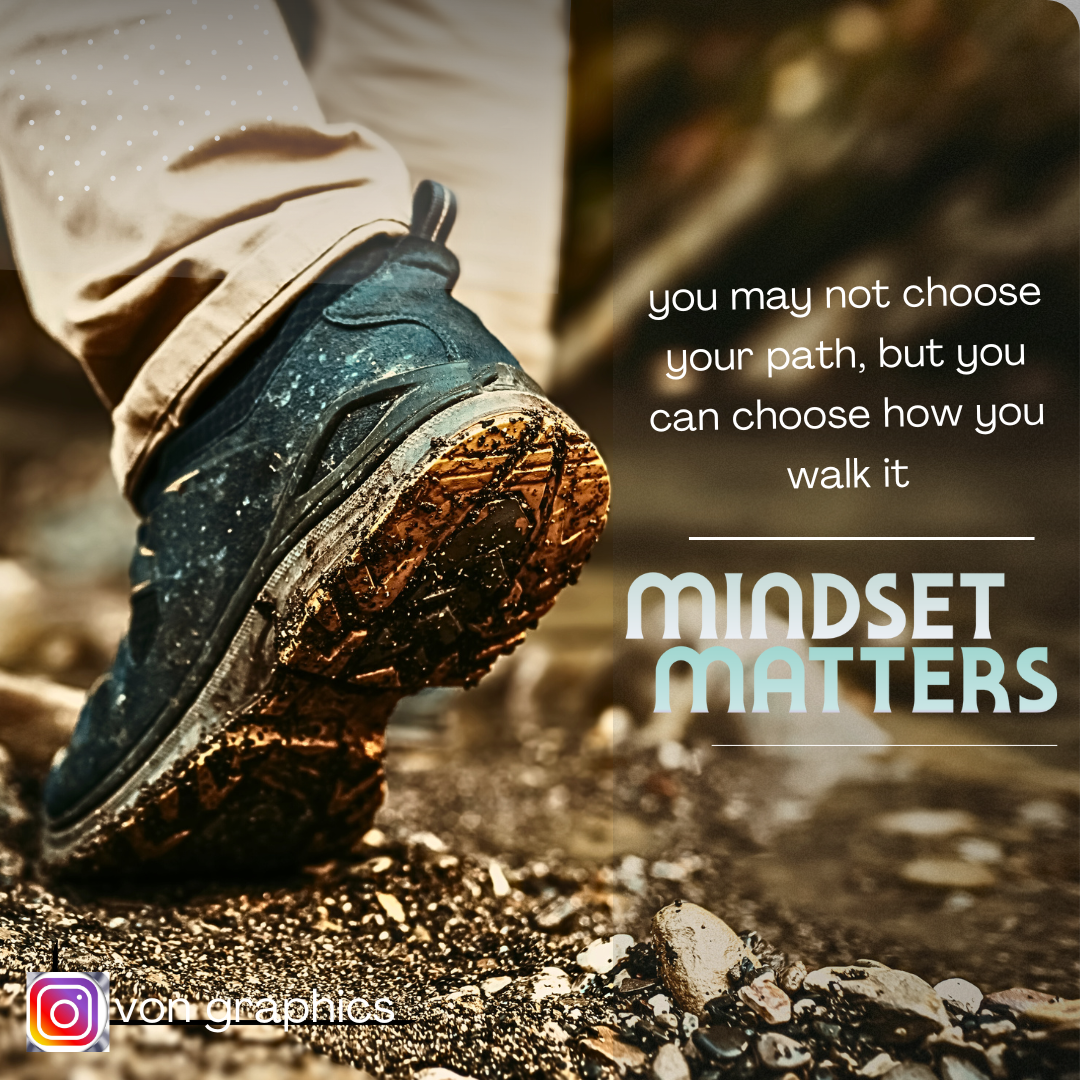 you may not choose
your path, but you
can choose how you
walk it
MINDSET
MATTERS
von graphics